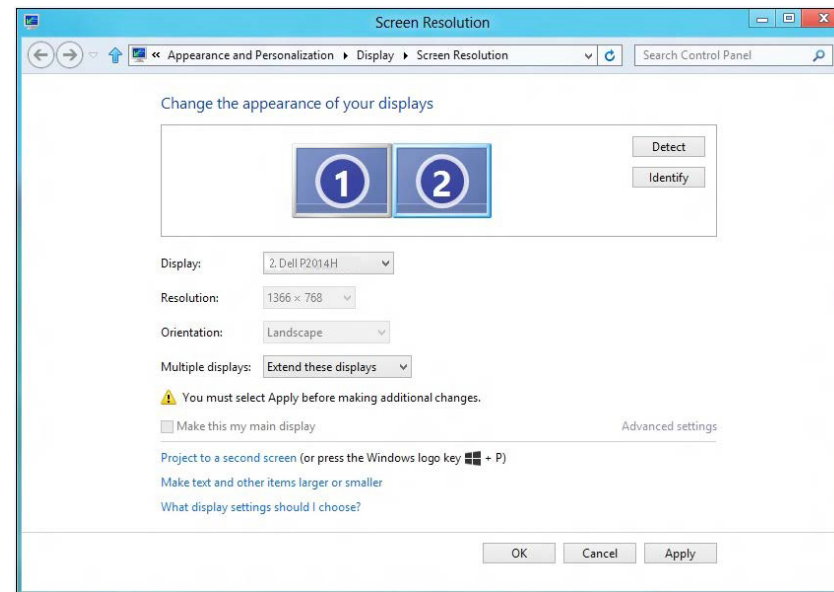 Screen Resolution
« Appearance and Personalization ▸ Display ▸ Screen Resolution
Search Control Panel
Change the appearance of your displays
1 2
Detect
Identify
Display: 2. Dell P2014H
Resolution: 1366 × 768
Orientation: Landscape
Multiple displays: Extend these displays
You must select Apply before making additional changes.
Make this my main display Advanced settings
Project to a second screen (or press the Windows logo key + P)
Make text and other items larger or smaller
What display settings should I choose?
OK Cancel Apply